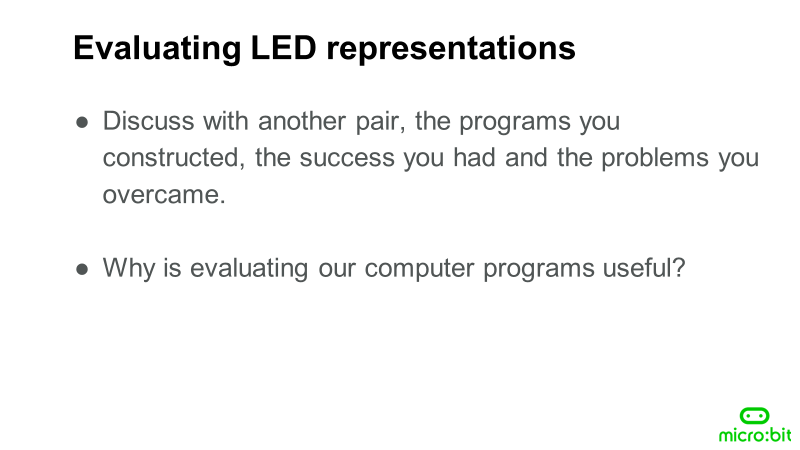 Evaluating LED representations
● Discuss with another pair, the programs you
constructed, the success you had and the problems you
overcame.
● Why is evaluating our computer programs useful?
micro:bit